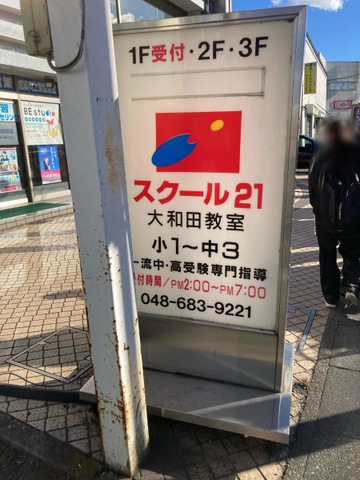 1F受付・2F・3F
スクール21
大和田教室
小1～中3
一流中・高受験専門指導
付時間/PM2:00～PM7:00
048-683-9221
BE studio